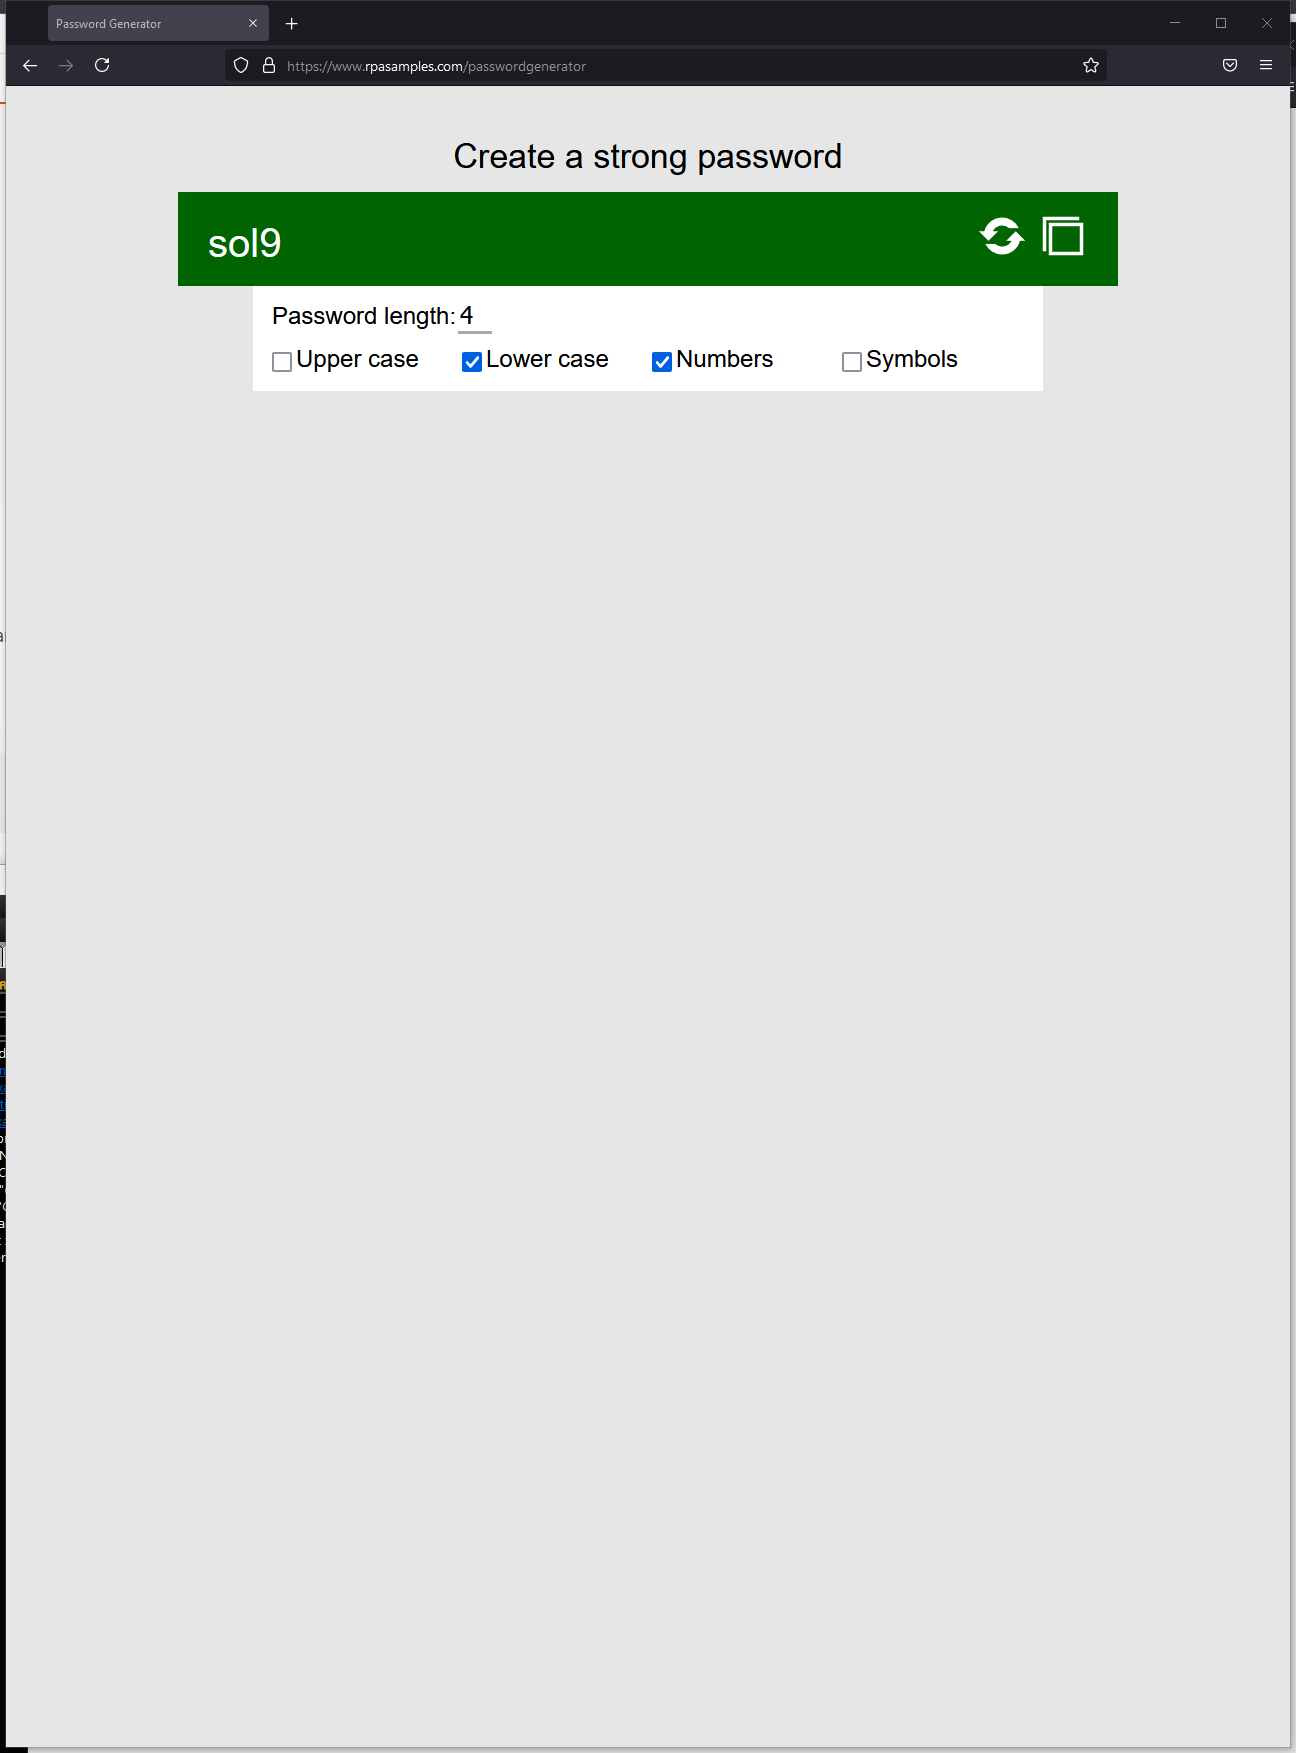 Password Generator
https://www.rpasamples.com/passwordgenerator
Create a strong password
sol9
Password length: 4
Upper case Lower case Numbers Symbols